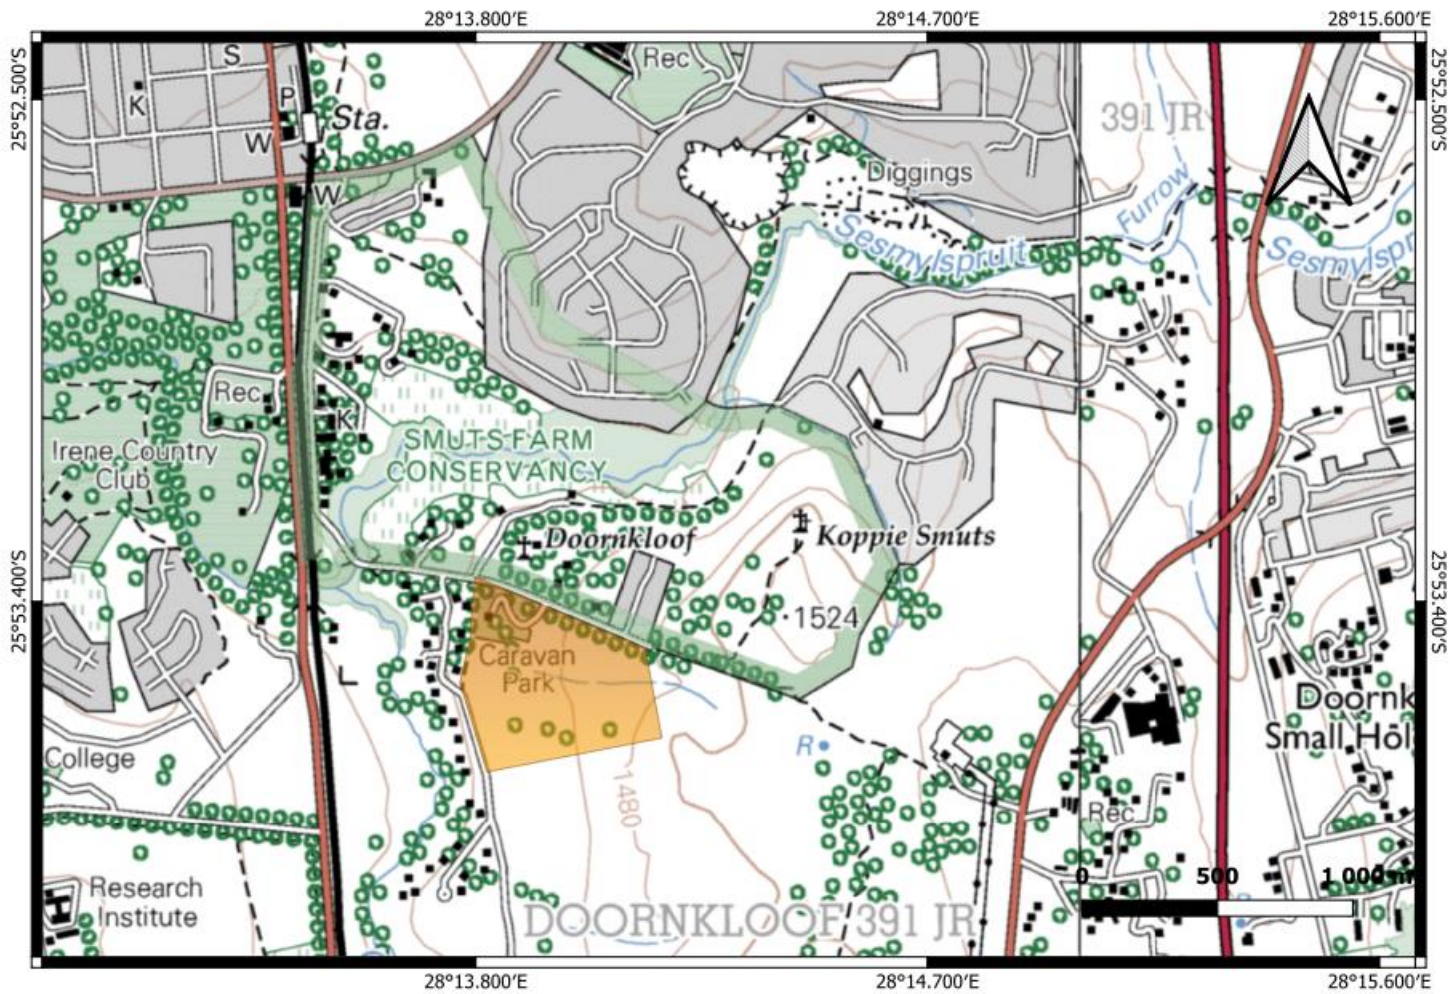 28°13.800'E
28°14.700'E
28°15.600'E
25°52.500'S
25°52.500'S
S
Rec
K
P
Sta.
391 JR
W
W
Diggings
Furrow
Sesmylspruit
Sesmylspr
Rec
K
Irene Country
Club
SMUTS FARM
CONSERVANCY
Doornkloof
Koppie Smuts
25°53.400'S
25°53.400'S
·1524
Caravan
Park
L
Doornk
Small Hol
R
College
1480
Rec
0
500
1 000 m
Research
Institute
H
R
DOORNKLOOF 391 JR
28°13.800'E
28°14.700'E
28°15.600'E